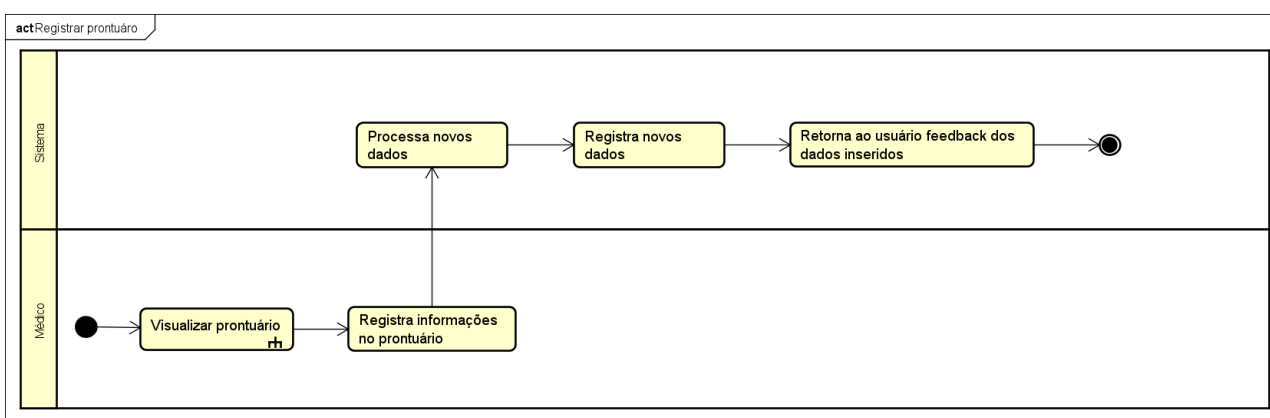 act Registrar prontuáro
Sistema
Processa novos
dados
Registra novos
dados
Retorna ao usuário feedback dos
dados inseridos
Médico
Visualizar prontuário
Registra informações
no prontuário